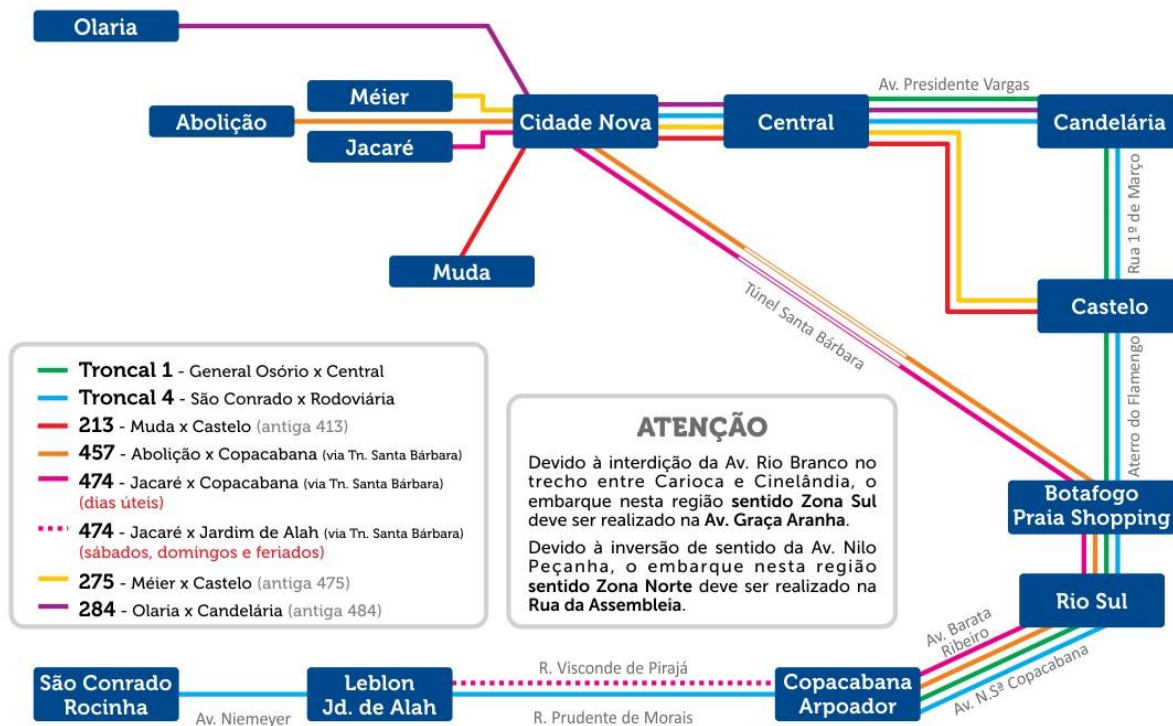 Olaria
Méier
Abolição
Jacaré
Cidade Nova
Central
Av. Presidente Vargas
Candelária
Rua 1º de Março
Muda
Castelo
Túnel Santa Bárbara
Aterro do Flamengo
Troncal 1 - General Osório x Central
Troncal 4 - São Conrado x Rodoviária
213 - Muda x Castelo (antiga 413)
457 - Abolição x Copacabana (via Tn. Santa Bárbara)
474 - Jacaré x Copacabana (via Tn. Santa Bárbara)
(dias úteis)
474 - Jacaré x Jardim de Alah (via Tn. Santa Bárbara)
(sábados, domingos e feriados)
275 - Méier x Castelo (antiga 475)
284 - Olaria x Candelária (antiga 484)
ATENÇÃO
Devido à interdição da Av. Rio Branco no
trecho entre Carioca e Cinelândia, o
embarque nesta região sentido Zona Sul
deve ser realizado na Av. Graça Aranha.
Devido à inversão de sentido da Av. Nilo
Peçanha, o embarque nesta região
sentido Zona Norte deve ser realizado na
Rua da Assembleia.
Botafogo
Praia Shopping
Rio Sul
Av. Barata
Ribeiro
Av. N.Sª Copacabana
São Conrado
Rocinha
Av. Niemeyer
Leblon
Jd. de Alah
R. Visconde de Pirajá
R. Prudente de Morais
Copacabana
Arpoador